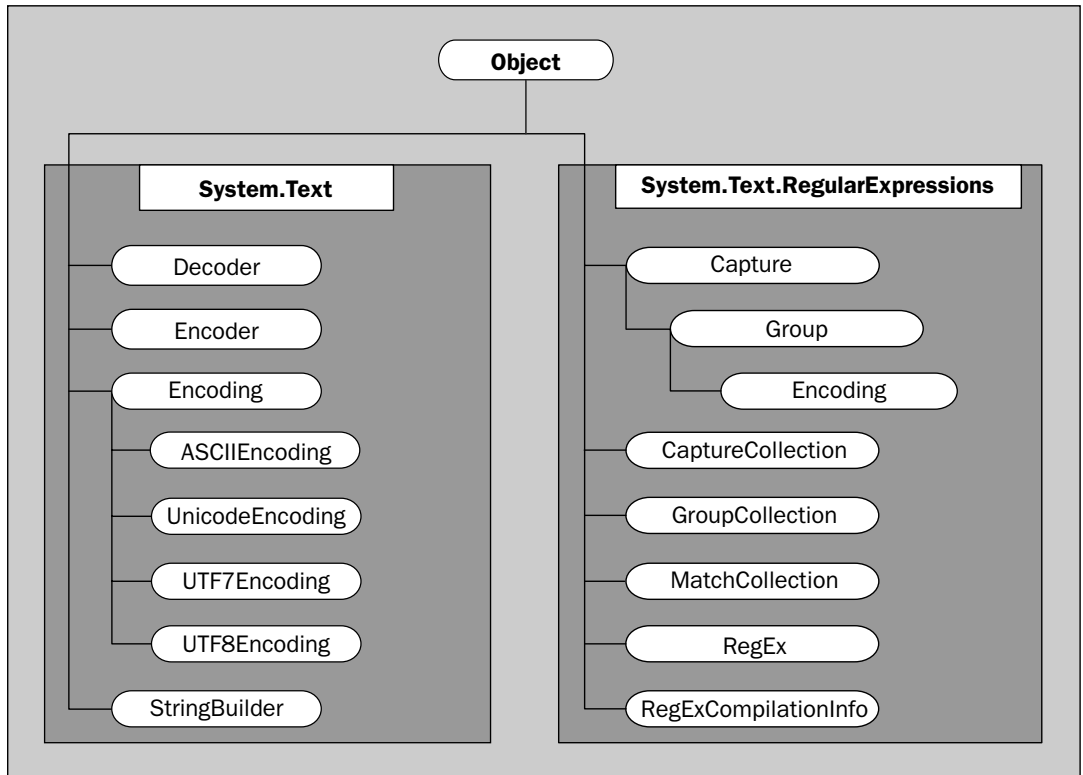 Object
System.Text
Decoder
Encoder
Encoding
ASCIIEncoding
UnicodeEncoding
UTF7Encoding
UTF8Encoding
StringBuilder
System.Text.RegularExpressions
Capture
Group
Encoding
CaptureCollection
GroupCollection
MatchCollection
RegEx
RegExCompilationInfo